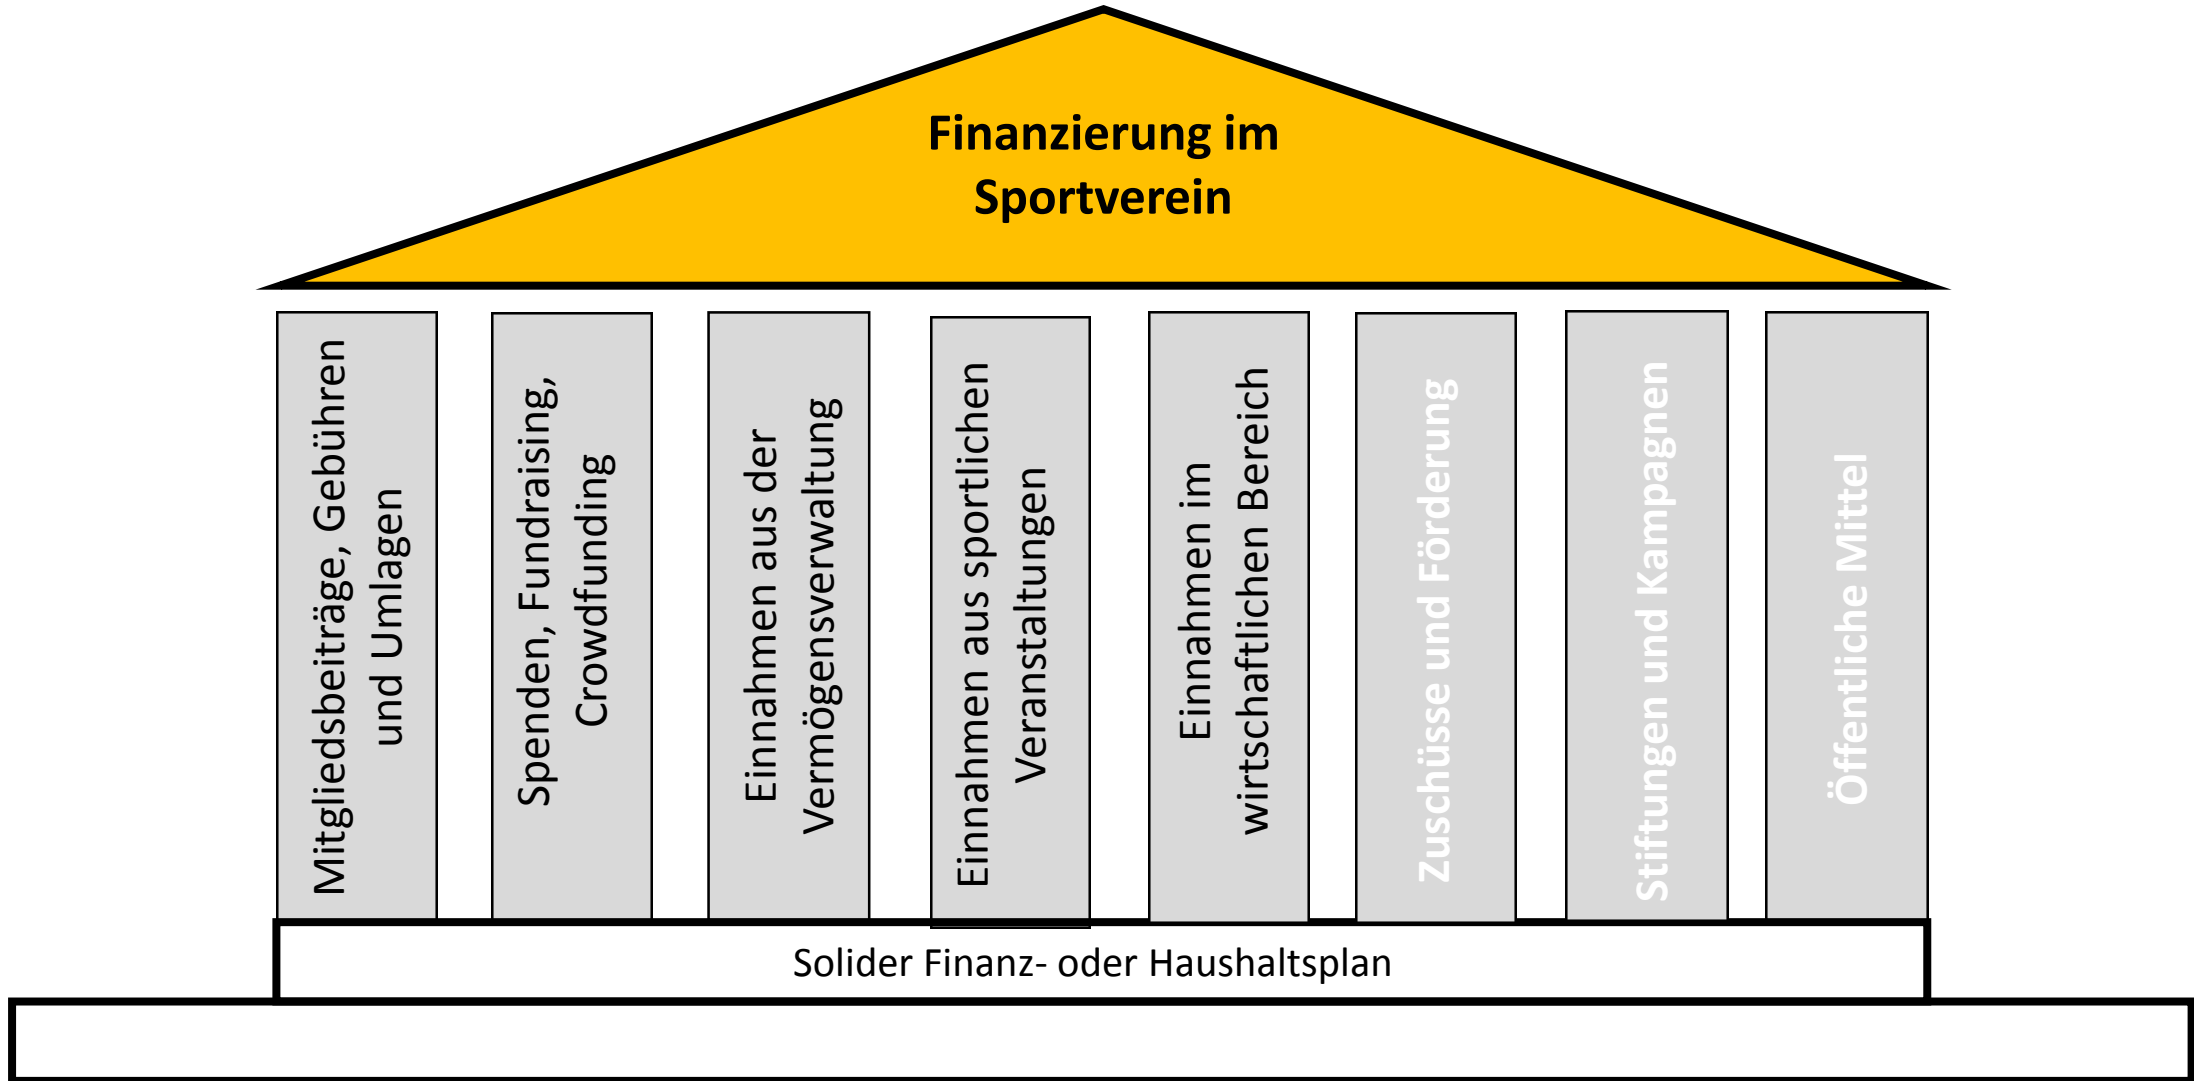 Finanzierung im
Sportverein
Mitgliedsbeiträge, Gebühren
und Umlagen
Spenden, Fundraising,
Crowdfunding
Einnahmen aus der
Vermögensverwaltung
Einnahmen aus sportlichen
Veranstaltungen
Einnahmen im
wirtschaftlichen Bereich
Zuschüsse und Förderung
Stiftungen und Kampagnen
Öffentliche Mittel
Solider Finanz- oder Haushaltsplan